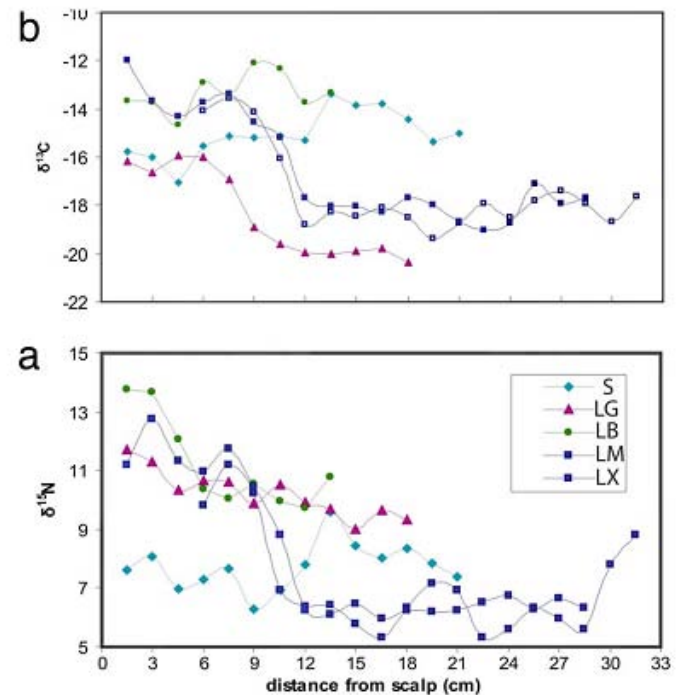 b
-10
-12
-14
-16
-18
-20
-22
δ¹³C
a
15
13
11
9
7
5
δ¹⁵N
S
LG
LB
LM
LX
0 3 6 9 12 15 18 21 24 27 30 33
distance from scalp (cm)